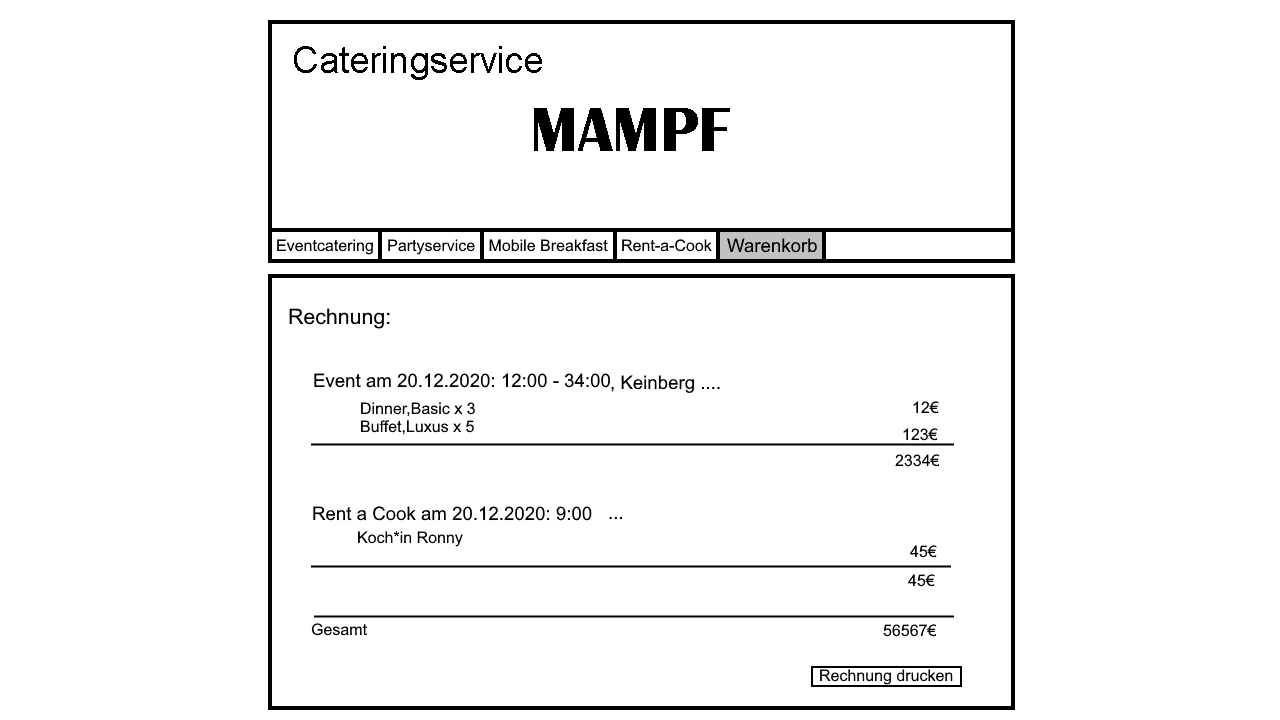 Cateringservice
MAMPF
Eventcatering Partyservice Mobile Breakfast Rent-a-Cook Warenkorb
Rechnung:
Event am 20.12.2020: 12:00 - 34:00, Keinberg ....
Dinner,Basic x 3 12€
Buffet,Luxus x 5 123€
2334€
Rent a Cook am 20.12.2020: 9:00 ...
Koch*in Ronny
45€
45€
Gesamt 56567€
Rechnung drucken